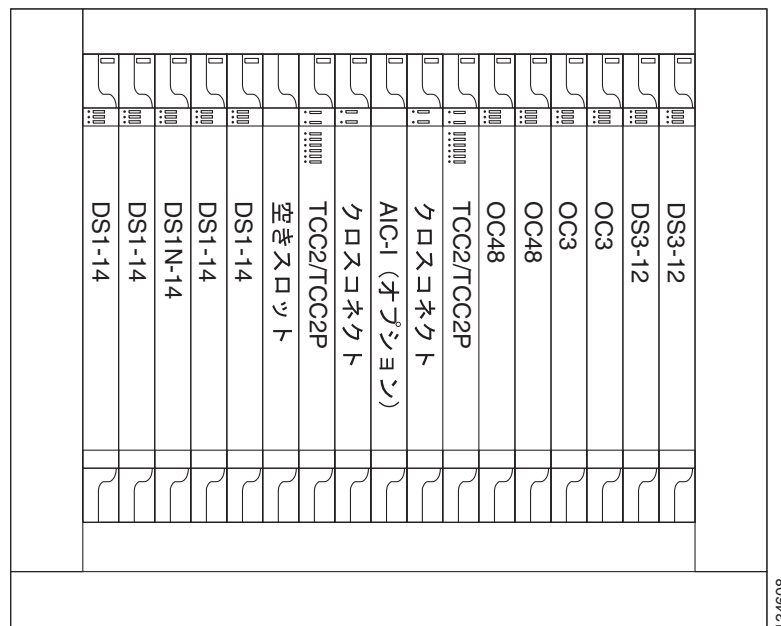 DS1-14
DS1-14
DS1N-14
DS1-14
DS1-14
空きスロット
TCC2/TCC2P
クロスコネクト
AIC-I（オプション）
クロスコネクト
TCC2/TCC2P
OC48
OC48
OC3
OC3
DS3-12
DS3-12